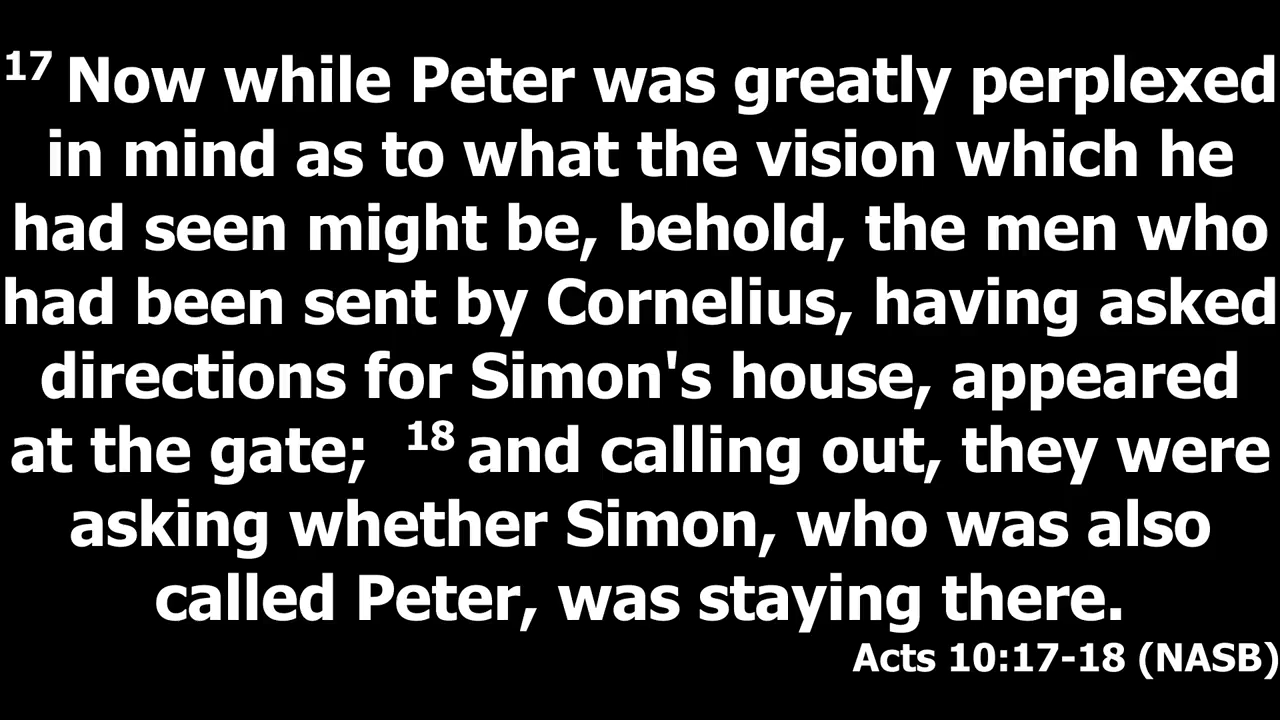 17 Now while Peter was greatly perplexed
in mind as to what the vision which he
had seen might be, behold, the men who
had been sent by Cornelius, having asked
directions for Simon's house, appeared
at the gate; 18 and calling out, they were
asking whether Simon, who was also
called Peter, was staying there.
Acts 10:17-18 (NASB)